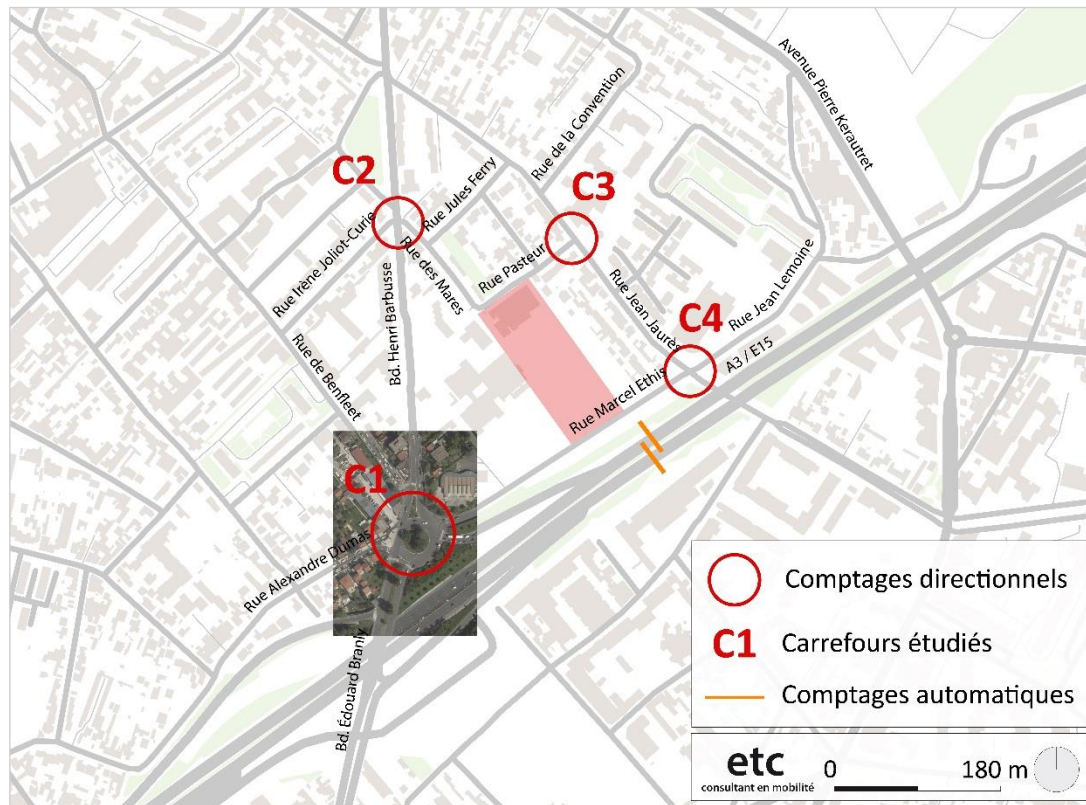 Avenue Pierre Kerautret
Rue de la Convention
C2
Rue Jules Ferry
C3
Rue Irène Joliot-Curie
Rue des Mares
Rue Pasteur
Bd. Henri Barbusse
Rue Jean Jaurès
C4
Rue Jean Lemoine
A3 / E15
Rue de Benfleet
Rue Marcel Ethis
C1
Rue Alexandre Dumas
Bd. Édouard Branly
Comptages directionnels
C1 Carrefours étudiés
Comptages automatiques
etc
consultant en mobilité
0 180 m